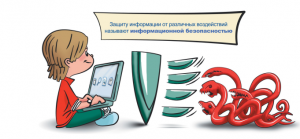 Защиту информации от различных воздействий
называют информационной безопасностью